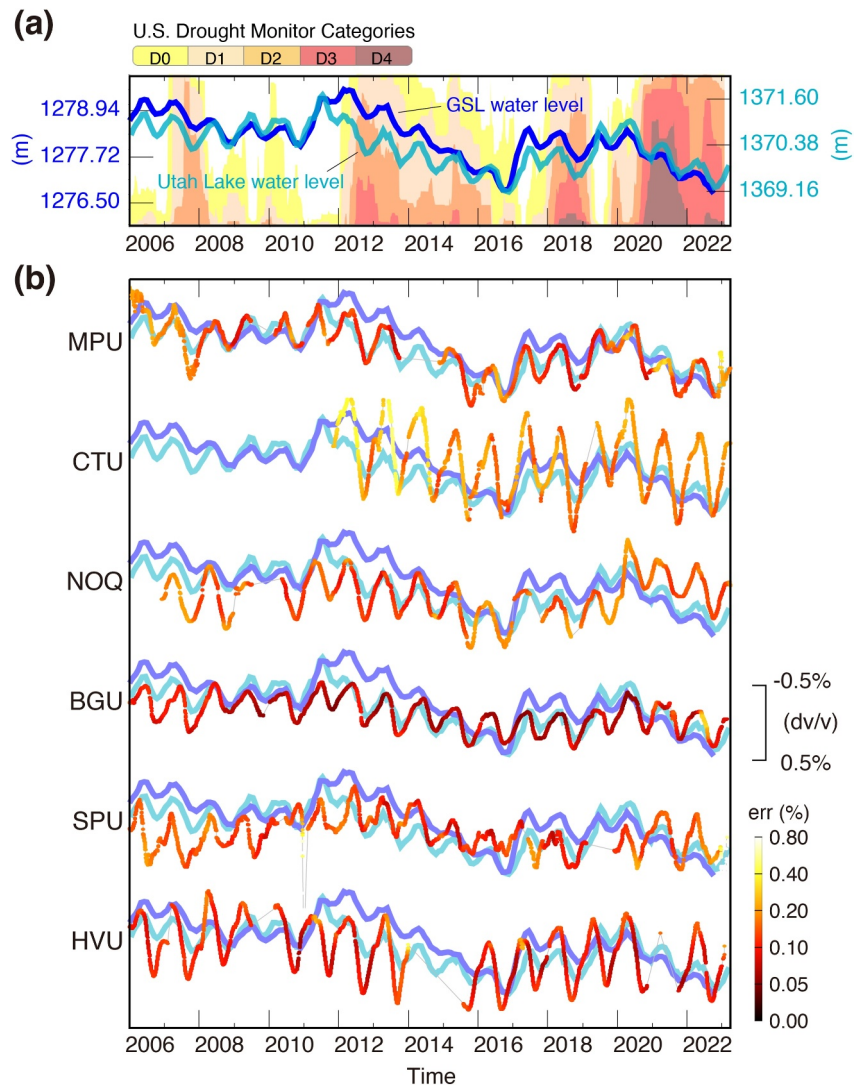 (a)
U.S. Drought Monitor Categories
D0 D1 D2 D3 D4
1278.94
1277.72
1276.50
(m)
GSL water level
Utah Lake water level
1371.60
1370.38
1369.16
(m)
2006 2008 2010 2012 2014 2016 2018 2020 2022
(b)
MPU
CTU
NOQ
BGU
SPU
HVU
-0.5%
(dv/v)
0.5%
err (%)
0.80
0.40
0.20
0.10
0.05
0.00
2006 2008 2010 2012 2014 2016 2018 2020 2022
Time